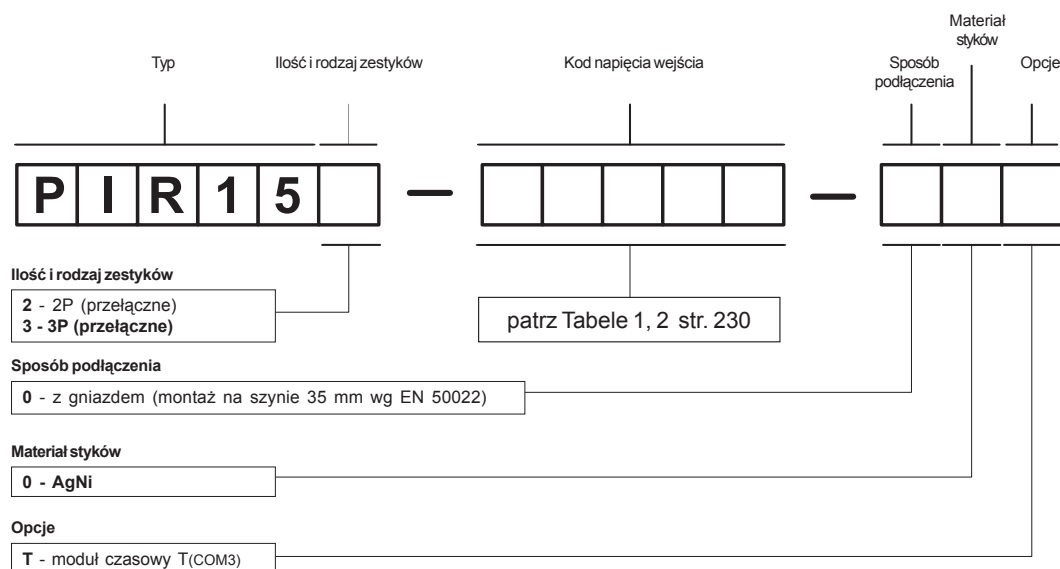 Materiał
styków
Typ
Ilość i rodzaj zestyków
Kod napięcia wejścia
Sposób
podłączenia
Opcje
P I R 1 5 — —
Ilość i rodzaj zestyków
2 - 2P (przełączne)
3 - 3P (przełączne)
patrz Tabele 1, 2 str. 230
Sposób podłączenia
0 - z gniazdem (montaż na szynie 35 mm wg EN 50022)
Materiał styków
0 - AgNi
Opcje
T - moduł czasowy T(COM3)